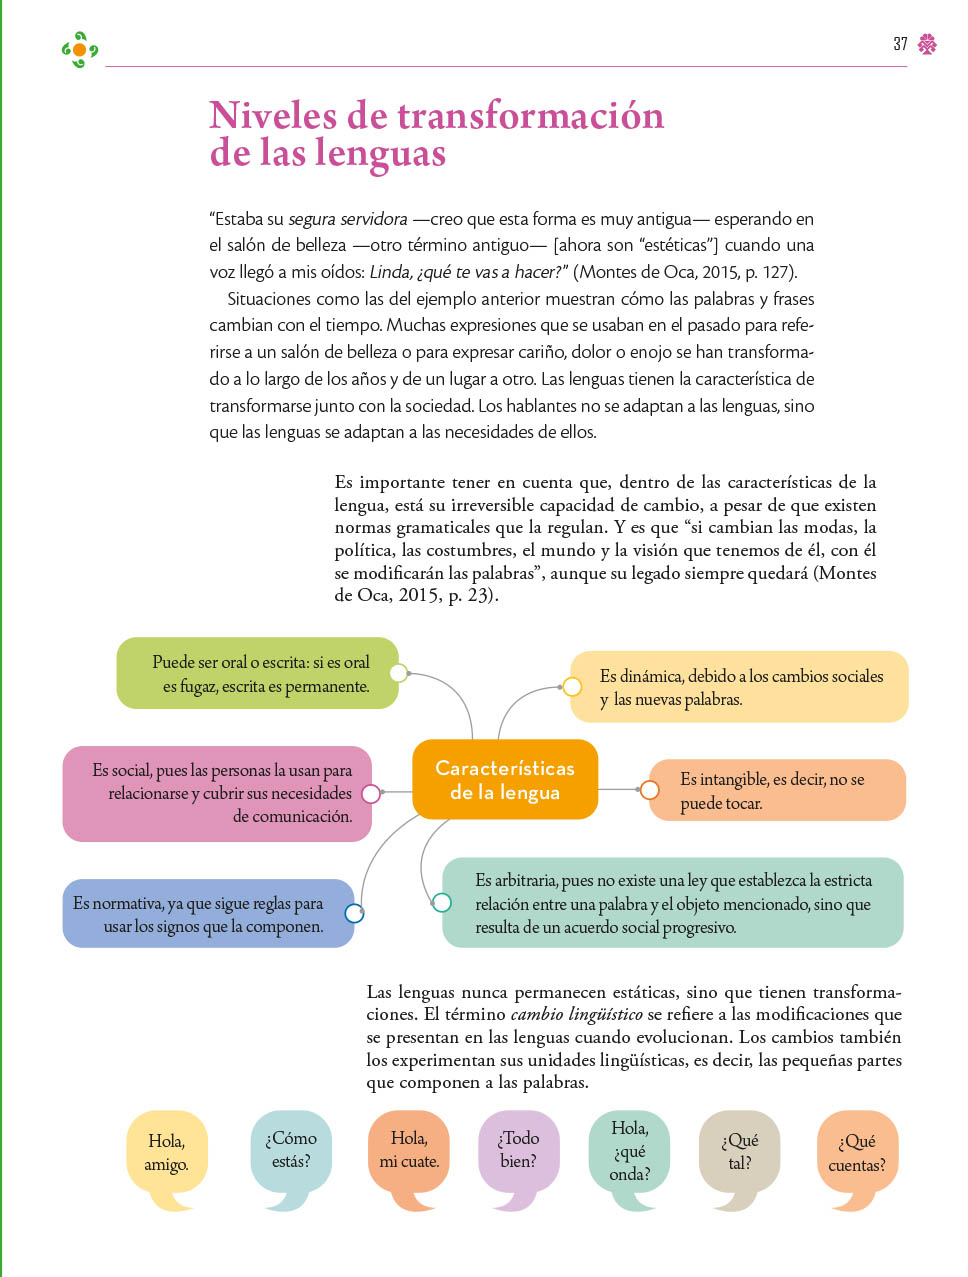 37
Niveles de transformación
de las lenguas
“Estaba su segura servidora —creo que esta forma es muy antigua— esperando en
el salón de belleza —otro término antiguo— [ahora son “estéticas”] cuando una
voz llegó a mis oídos: Linda, ¿qué te vas a hacer?” (Montes de Oca, 2015, p. 127).
Situaciones como las del ejemplo anterior muestran cómo las palabras y frases
cambian con el tiempo. Muchas expresiones que se usaban en el pasado para refe-
rirse a un salón de belleza o para expresar cariño, dolor o enojo se han transforma-
do a lo largo de los años y de un lugar a otro. Las lenguas tienen la característica de
transformarse junto con la sociedad. Los hablantes no se adaptan a las lenguas, sino
que las lenguas se adaptan a las necesidades de ellos.
Es importante tener en cuenta que, dentro de las características de la
lengua, está su irreversible capacidad de cambio, a pesar de que existen
normas gramaticales que la regulan. Y es que “si cambian las modas, la
política, las costumbres, el mundo y la visión que tenemos de él, con él
se modificarán las palabras”, aunque su legado siempre quedará (Montes
de Oca, 2015, p. 23).
Puede ser oral o escrita: si es oral
es fugaz, escrita es permanente.
Es dinámica, debido a los cambios sociales
y las nuevas palabras.
Es social, pues las personas la usan para
relacionarse y cubrir sus necesidades
de comunicación.
Características
de la lengua
Es intangible, es decir, no se
puede tocar.
Es normativa, ya que sigue reglas para
usar los signos que la componen.
Es arbitraria, pues no existe una ley que establezca la estricta
relación entre una palabra y el objeto mencionado, sino que
resulta de un acuerdo social progresivo.
Las lenguas nunca permanecen estáticas, sino que tienen transforma-
ciones. El término cambio lingüístico se refiere a las modificaciones que
se presentan en las lenguas cuando evolucionan. Los cambios también
los experimentan sus unidades lingüísticas, es decir, las pequeñas partes
que componen a las palabras.
Hola,
amigo.
¿Cómo
estás?
Hola,
mi cuate.
¿Todo
bien?
Hola,
¿qué
onda?
¿Qué
tal?
¿Qué
cuentas?